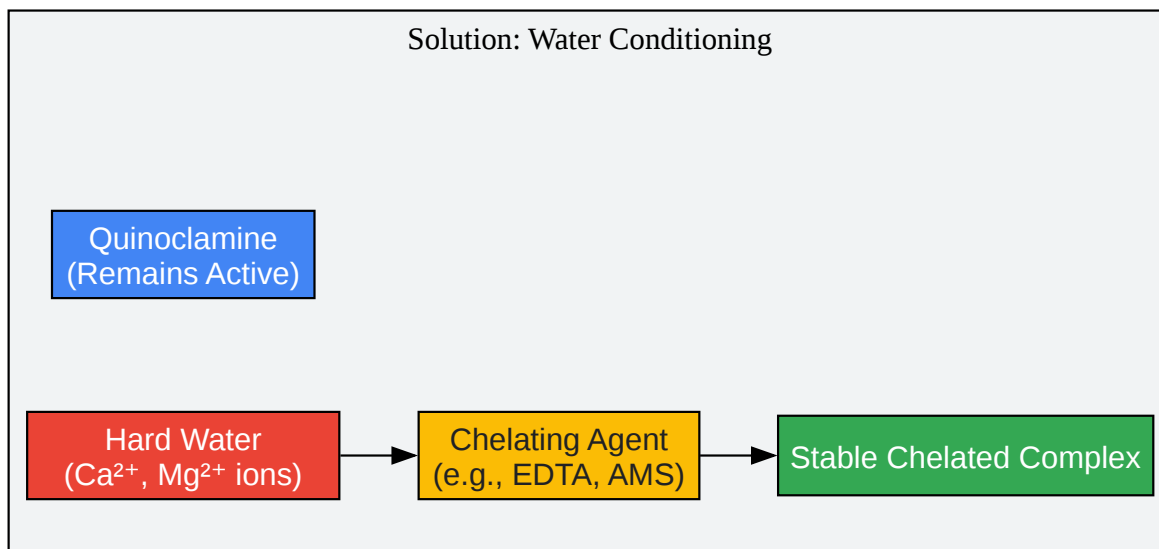 Solution: Water Conditioning
Quinoclamine
(Remains Active)
Hard Water
(Ca²⁺, Mg²⁺ ions)
Chelating Agent
(e.g., EDTA, AMS)
Stable Chelated Complex